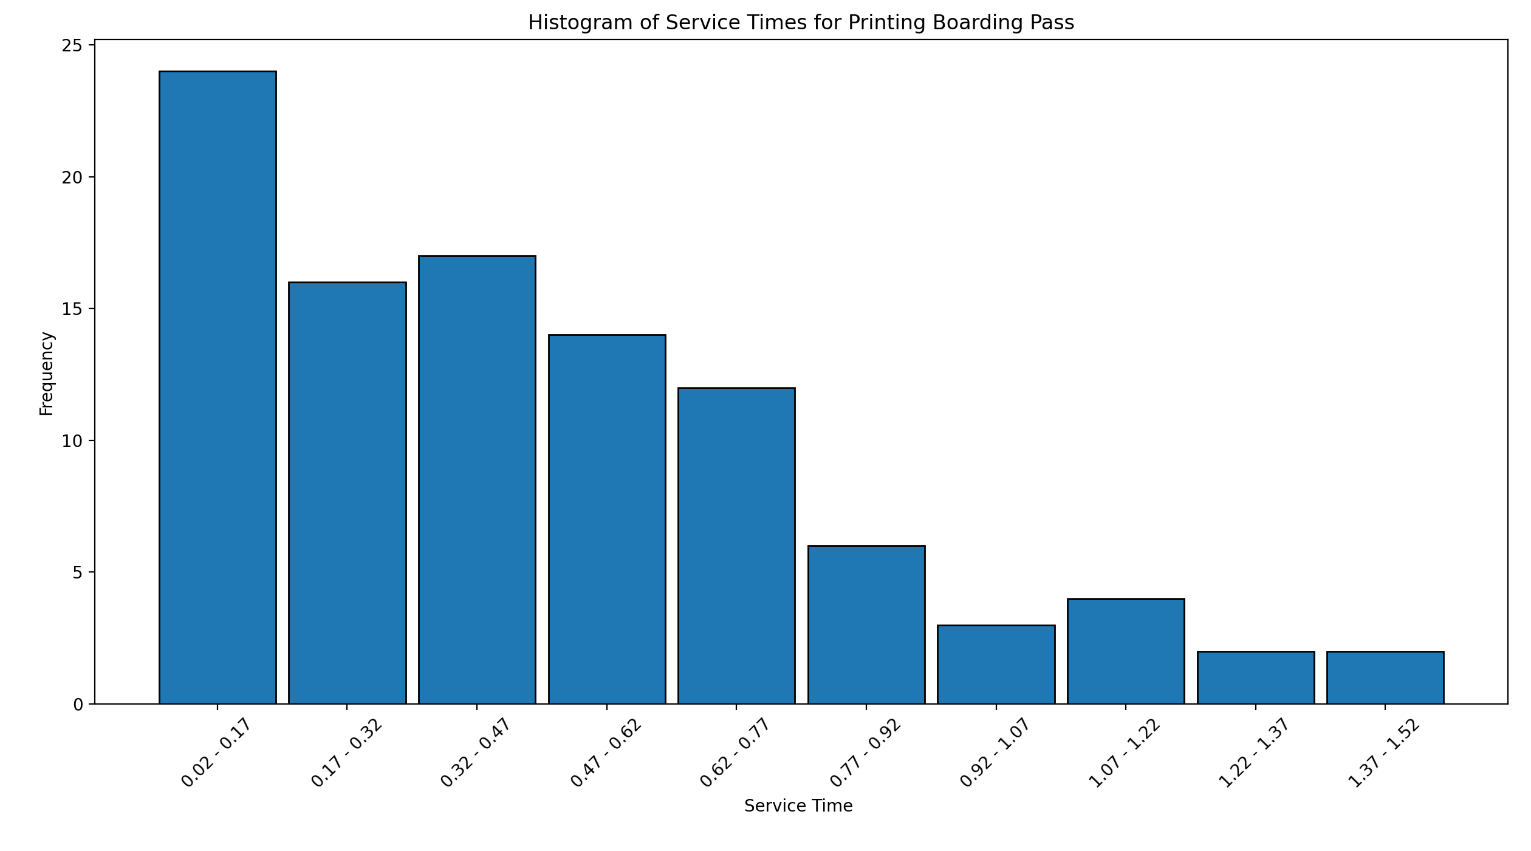 Histogram of Service Times for Printing Boarding Pass
25
20
15
10
5
0
Frequency
0.02 - 0.17
0.17 - 0.32
0.32 - 0.47
0.47 - 0.62
0.62 - 0.77
0.77 - 0.92
0.92 - 1.07
1.07 - 1.22
1.22 - 1.37
1.37 - 1.52
Service Time